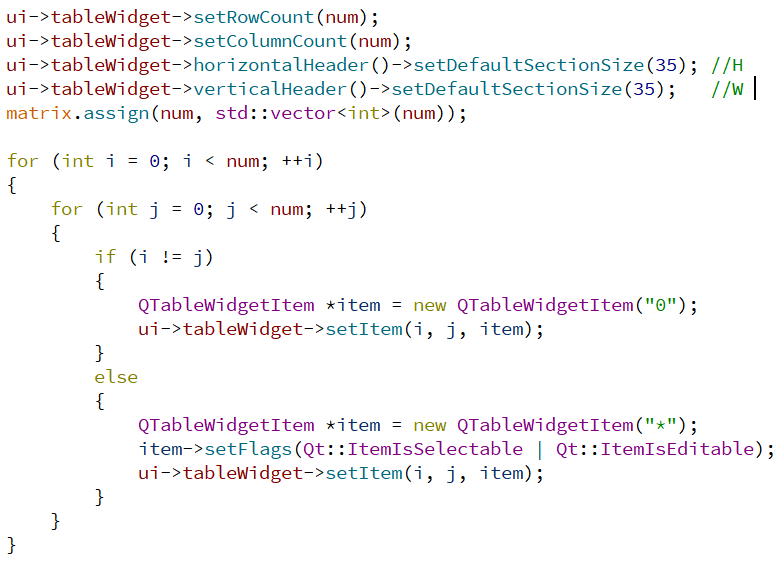 ui->tableWidget->setRowCount(num);
ui->tableWidget->setColumnCount(num);
ui->tableWidget->horizontalHeader()->setDefaultSectionSize(35); //H
ui->tableWidget->verticalHeader()->setDefaultSectionSize(35);   //W
matrix.assign(num, std::vector<int>(num));

for (int i = 0; i < num; ++i)
{
    for (int j = 0; j < num; ++j)
    {
        if (i != j)
        {
            QTableWidgetItem *item = new QTableWidgetItem("0");
            ui->tableWidget->setItem(i, j, item);
        }
        else
        {
            QTableWidgetItem *item = new QTableWidgetItem("*");
            item->setFlags(Qt::ItemIsSelectable | Qt::ItemIsEditable);
            ui->tableWidget->setItem(i, j, item);
        }
    }
}